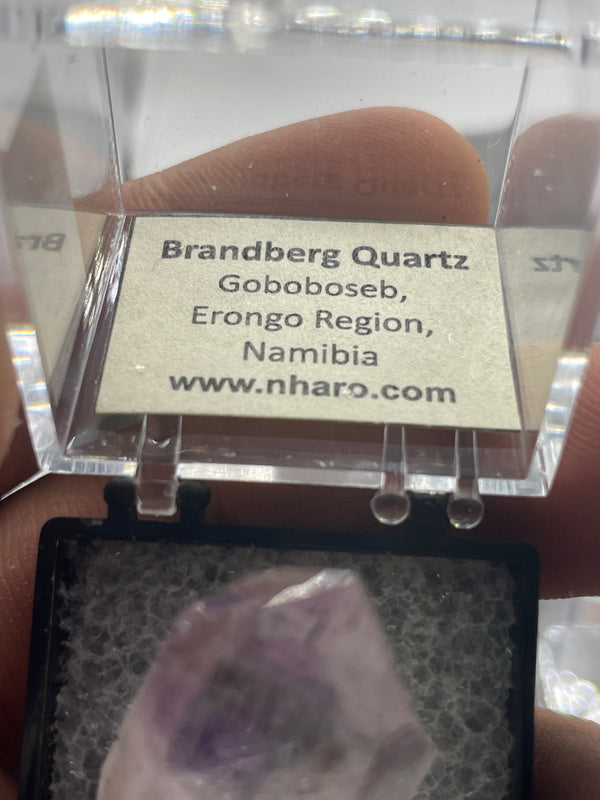 Brandberg Quartz
Goboboseb,
Erongo Region,
Namibia
www.nharo.com